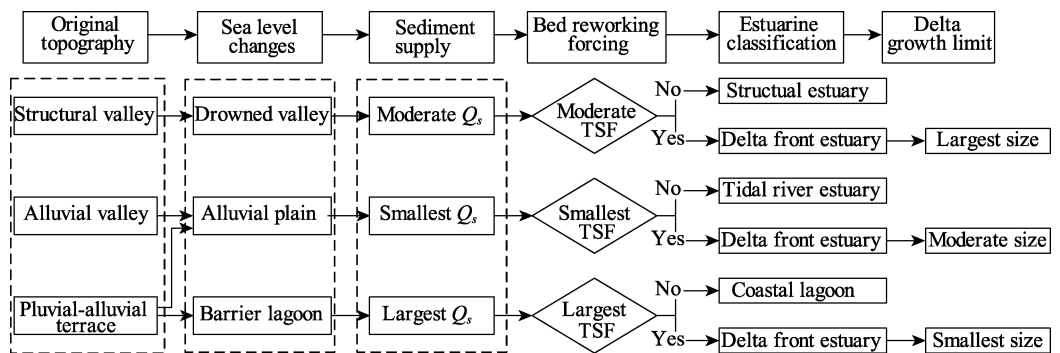 Original
topography
Sea level
changes
Sediment
supply
Bed reworking
forcing
Estuarine
classification
Delta
growth limit
Structural valley
Drowned valley
Moderate Qs
Moderate
TSF
No
Structual estuary
Yes
Delta front estuary
Largest size
Alluvial valley
Alluvial plain
Smallest Qs
Smallest
TSF
No
Tidal river estuary
Yes
Delta front estuary
Moderate size
Pluvial-alluvial
terrace
Barrier lagoon
Largest Qs
Largest
TSF
No
Coastal lagoon
Yes
Delta front estuary
Smallest size